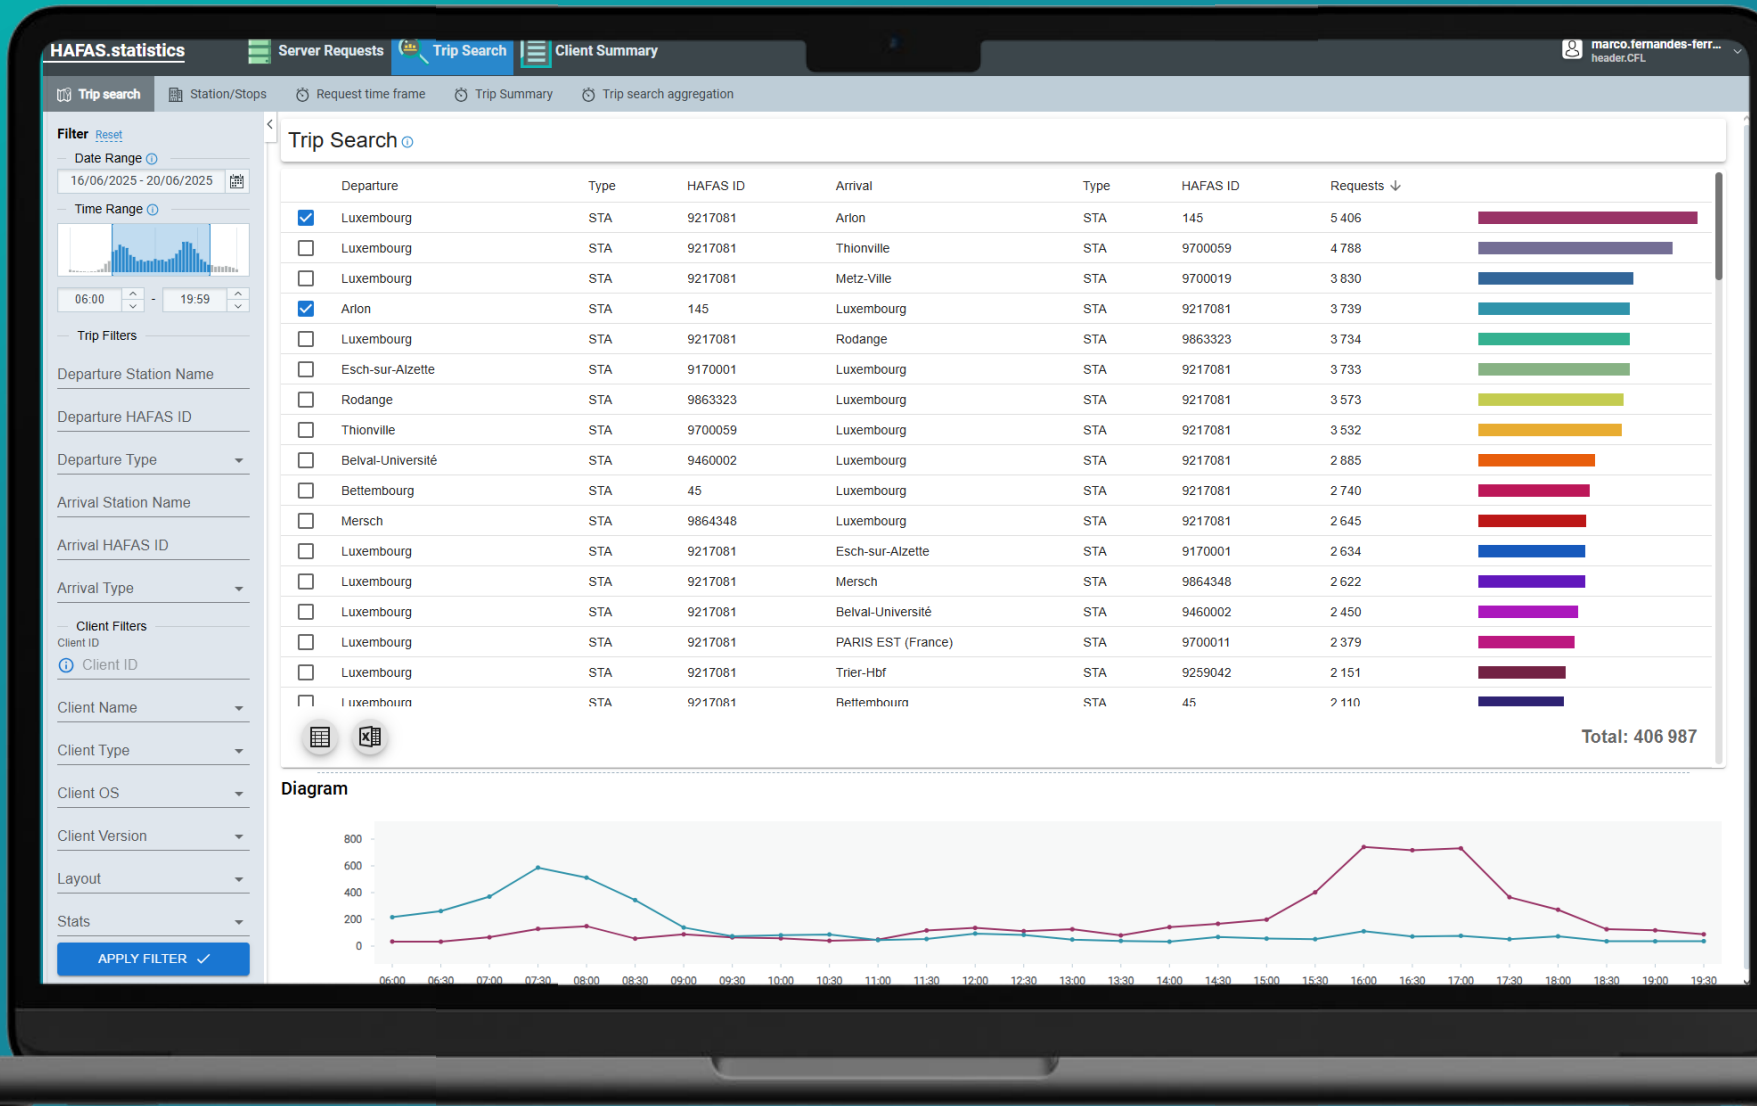 HAFAS.statistics
Server Requests
Trip Search
Client Summary
marco.fernandes-ferr...
header.CFL
Trip search
Station/Stops
Request time frame
Trip Summary
Trip search aggregation
Filter Reset
Date Range
16/06/2025 - 20/06/2025
Time Range
06:00 - 19:59
Trip Filters
Departure Station Name
Departure HAFAS ID
Departure Type
Arrival Station Name
Arrival HAFAS ID
Arrival Type
Client Filters
Client ID
Client ID
Client Name
Client Type
Client OS
Client Version
Layout
Stats
APPLY FILTER
Trip Search
Departure Type HAFAS ID Arrival Type HAFAS ID Requests
Luxembourg STA 9217081 Arlon STA 145 5 406
Luxembourg STA 9217081 Thionville STA 9700059 4 788
Luxembourg STA 9217081 Metz-Ville STA 9700019 3 830
Arlon STA 145 Luxembourg STA 9217081 3 739
Luxembourg STA 9217081 Rodange STA 9863323 3 734
Esch-sur-Alzette STA 9170001 Luxembourg STA 9217081 3 733
Rodange STA 9863323 Luxembourg STA 9217081 3 573
Thionville STA 9700059 Luxembourg STA 9217081 3 532
Belval-Université STA 9460002 Luxembourg STA 9217081 2 885
Bettembourg STA 45 Luxembourg STA 9217081 2 740
Mersch STA 9864348 Luxembourg STA 9217081 2 645
Luxembourg STA 9217081 Esch-sur-Alzette STA 9170001 2 634
Luxembourg STA 9217081 Mersch STA 9864348 2 622
Luxembourg STA 9217081 Belval-Université STA 9460002 2 450
Luxembourg STA 9217081 PARIS EST (France) STA 9700011 2 379
Luxembourg STA 9217081 Trier-Hbf STA 9259042 2 151
Luxembourg STA 9217081 Bettembourg STA 45 2 110
Total: 406 987
Diagram
800
600
400
200
0
06:00 06:30 07:00 07:30 08:00 08:30 09:00 09:30 10:00 10:30 11:00 11:30 12:00 12:30 13:00 13:30 14:00 14:30 15:00 15:30 16:00 16:30 17:00 17:30 18:00 18:30 19:00 19:30